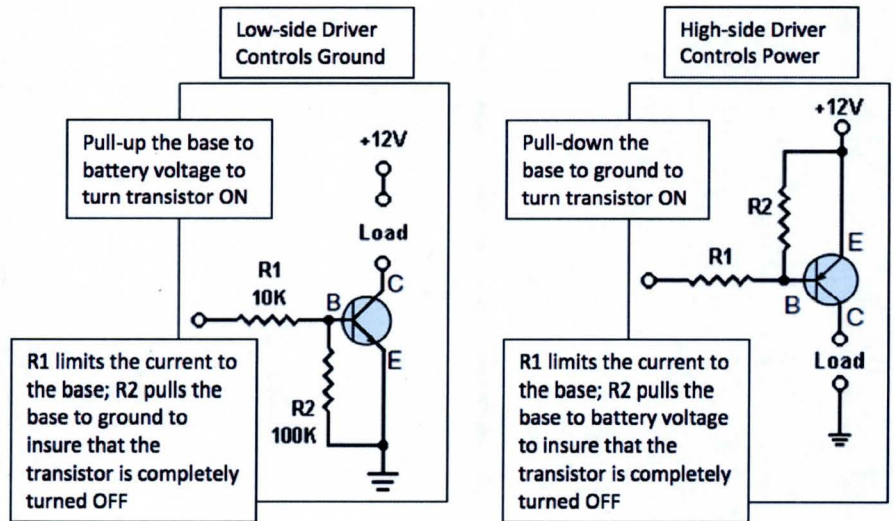 Low-side Driver
Controls Ground
Pull-up the base to
battery voltage to
turn transistor ON
+12V
Load
R1
10K
B
C
E
R2
100K
R1 limits the current to
the base; R2 pulls the
base to ground to
insure that the
transistor is completely
turned OFF
High-side Driver
Controls Power
+12V
Pull-down the
base to ground to
turn transistor ON
R2
R1
E
B
C
Load
R1 limits the current to
the base; R2 pulls the
base to battery voltage
to insure that the
transistor is completely
turned OFF